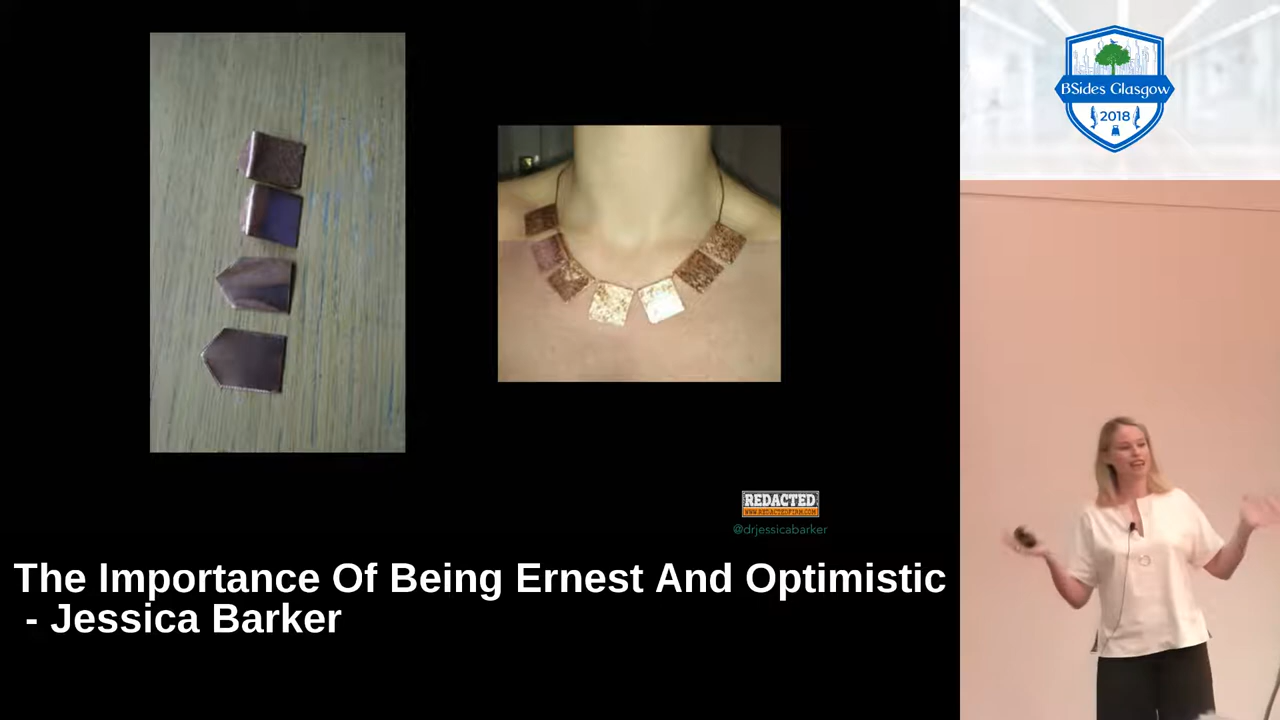 BSides Glasgow
2018
REDACTED
@drjessicabarker
The Importance Of Being Ernest And Optimistic
- Jessica Barker